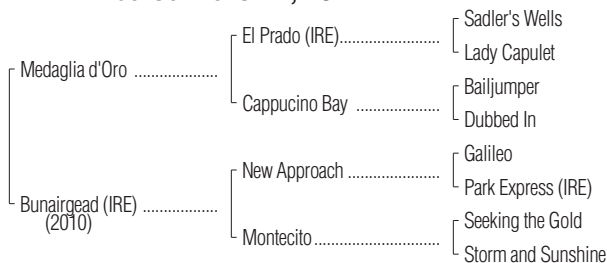 Sadler's Wells
El Prado (IRE)
Lady Capulet
Medaglia d'Oro
Bailjumper
Cappucino Bay
Dubbed In
Galileo
New Approach
Park Express (IRE)
Bunairgead (IRE)
(2010)
Seeking the Gold
Montecito
Storm and Sunshine